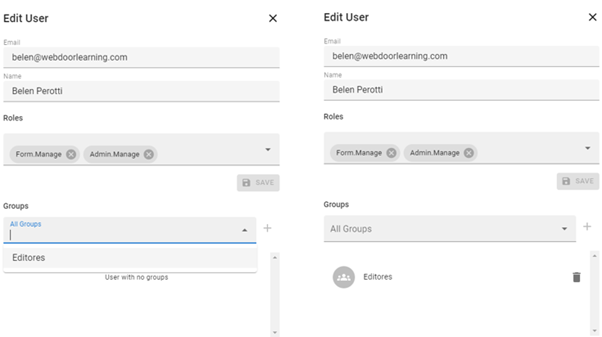 Edit User
Email
belen@webdoorlearning.com
Name
Belen Perotti
Roles
Form.Manage
Admin.Manage
SAVE
Groups
All Groups
Editores
User with no groups
Edit User
Email
belen@webdoorlearning.com
Name
Belen Perotti
Roles
Form.Manage
Admin.Manage
SAVE
Groups
All Groups
Editores